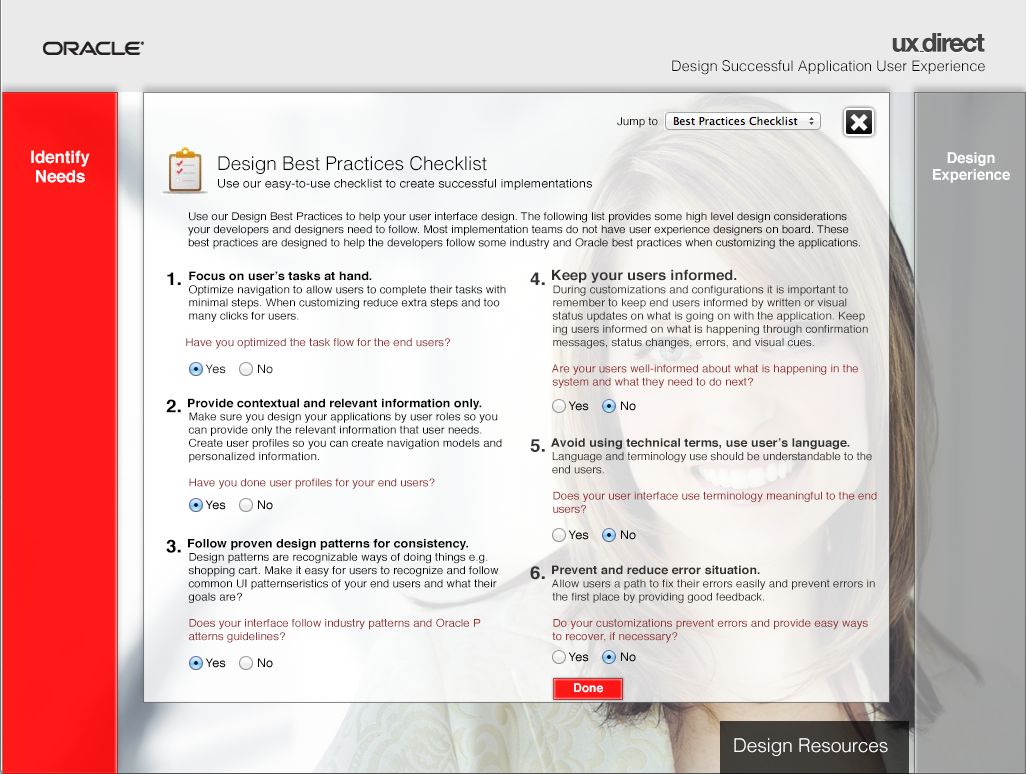 ORACLE
ux direct
Design Successful Application User Experience
Identify
Needs
Design
Experience
Jump to Best Practices Checklist
Design Best Practices Checklist
Use our easy-to-use checklist to create successful implementations
Use our Design Best Practices to help your user interface design. The following list provides some high level design considerations
your developers and designers need to follow. Most implementation teams do not have user experience designers on board. These
best practices are designed to help the developers follow some industry and Oracle best practices when customizing the applications.
1. Focus on user's tasks at hand.
Optimize navigation to allow users to complete their tasks with
minimal steps. When customizing reduce extra steps and too
many clicks for users.
Have you optimized the task flow for the end users?
Yes No
2. Provide contextual and relevant information only.
Make sure you design your applications by user roles so you
can provide only the relevant information that user needs.
Create user profiles so you can create navigation models and
personalized information.
Have you done user profiles for your end users?
Yes No
3. Follow proven design patterns for consistency.
Design patterns are recognizable ways of doing things e.g.
shopping cart. Make it easy for users to recognize and follow
common UI patternseristics of your end users and what their
goals are?
Does your interface follow industry patterns and Oracle P
atterns guidelines?
Yes No
4. Keep your users informed.
During customizations and configurations it is important to
remember to keep end users informed by written or visual
status updates on what is going on with the application. Keep
ing users informed on what is happening through confirmation
messages, status changes, errors, and visual cues.
Are your users well-informed about what is happening in the
system and what they need to do next?
Yes No
5. Avoid using technical terms, use user's language.
Language and terminology use should be understandable to the
end users.
Does your user interface use terminology meaningful to the end
users?
Yes No
6. Prevent and reduce error situation.
Allow users a path to fix their errors easily and prevent errors in
the first place by providing good feedback.
Do your customizations prevent errors and provide easy ways
to recover, if necessary?
Yes No
Done
Design Resources